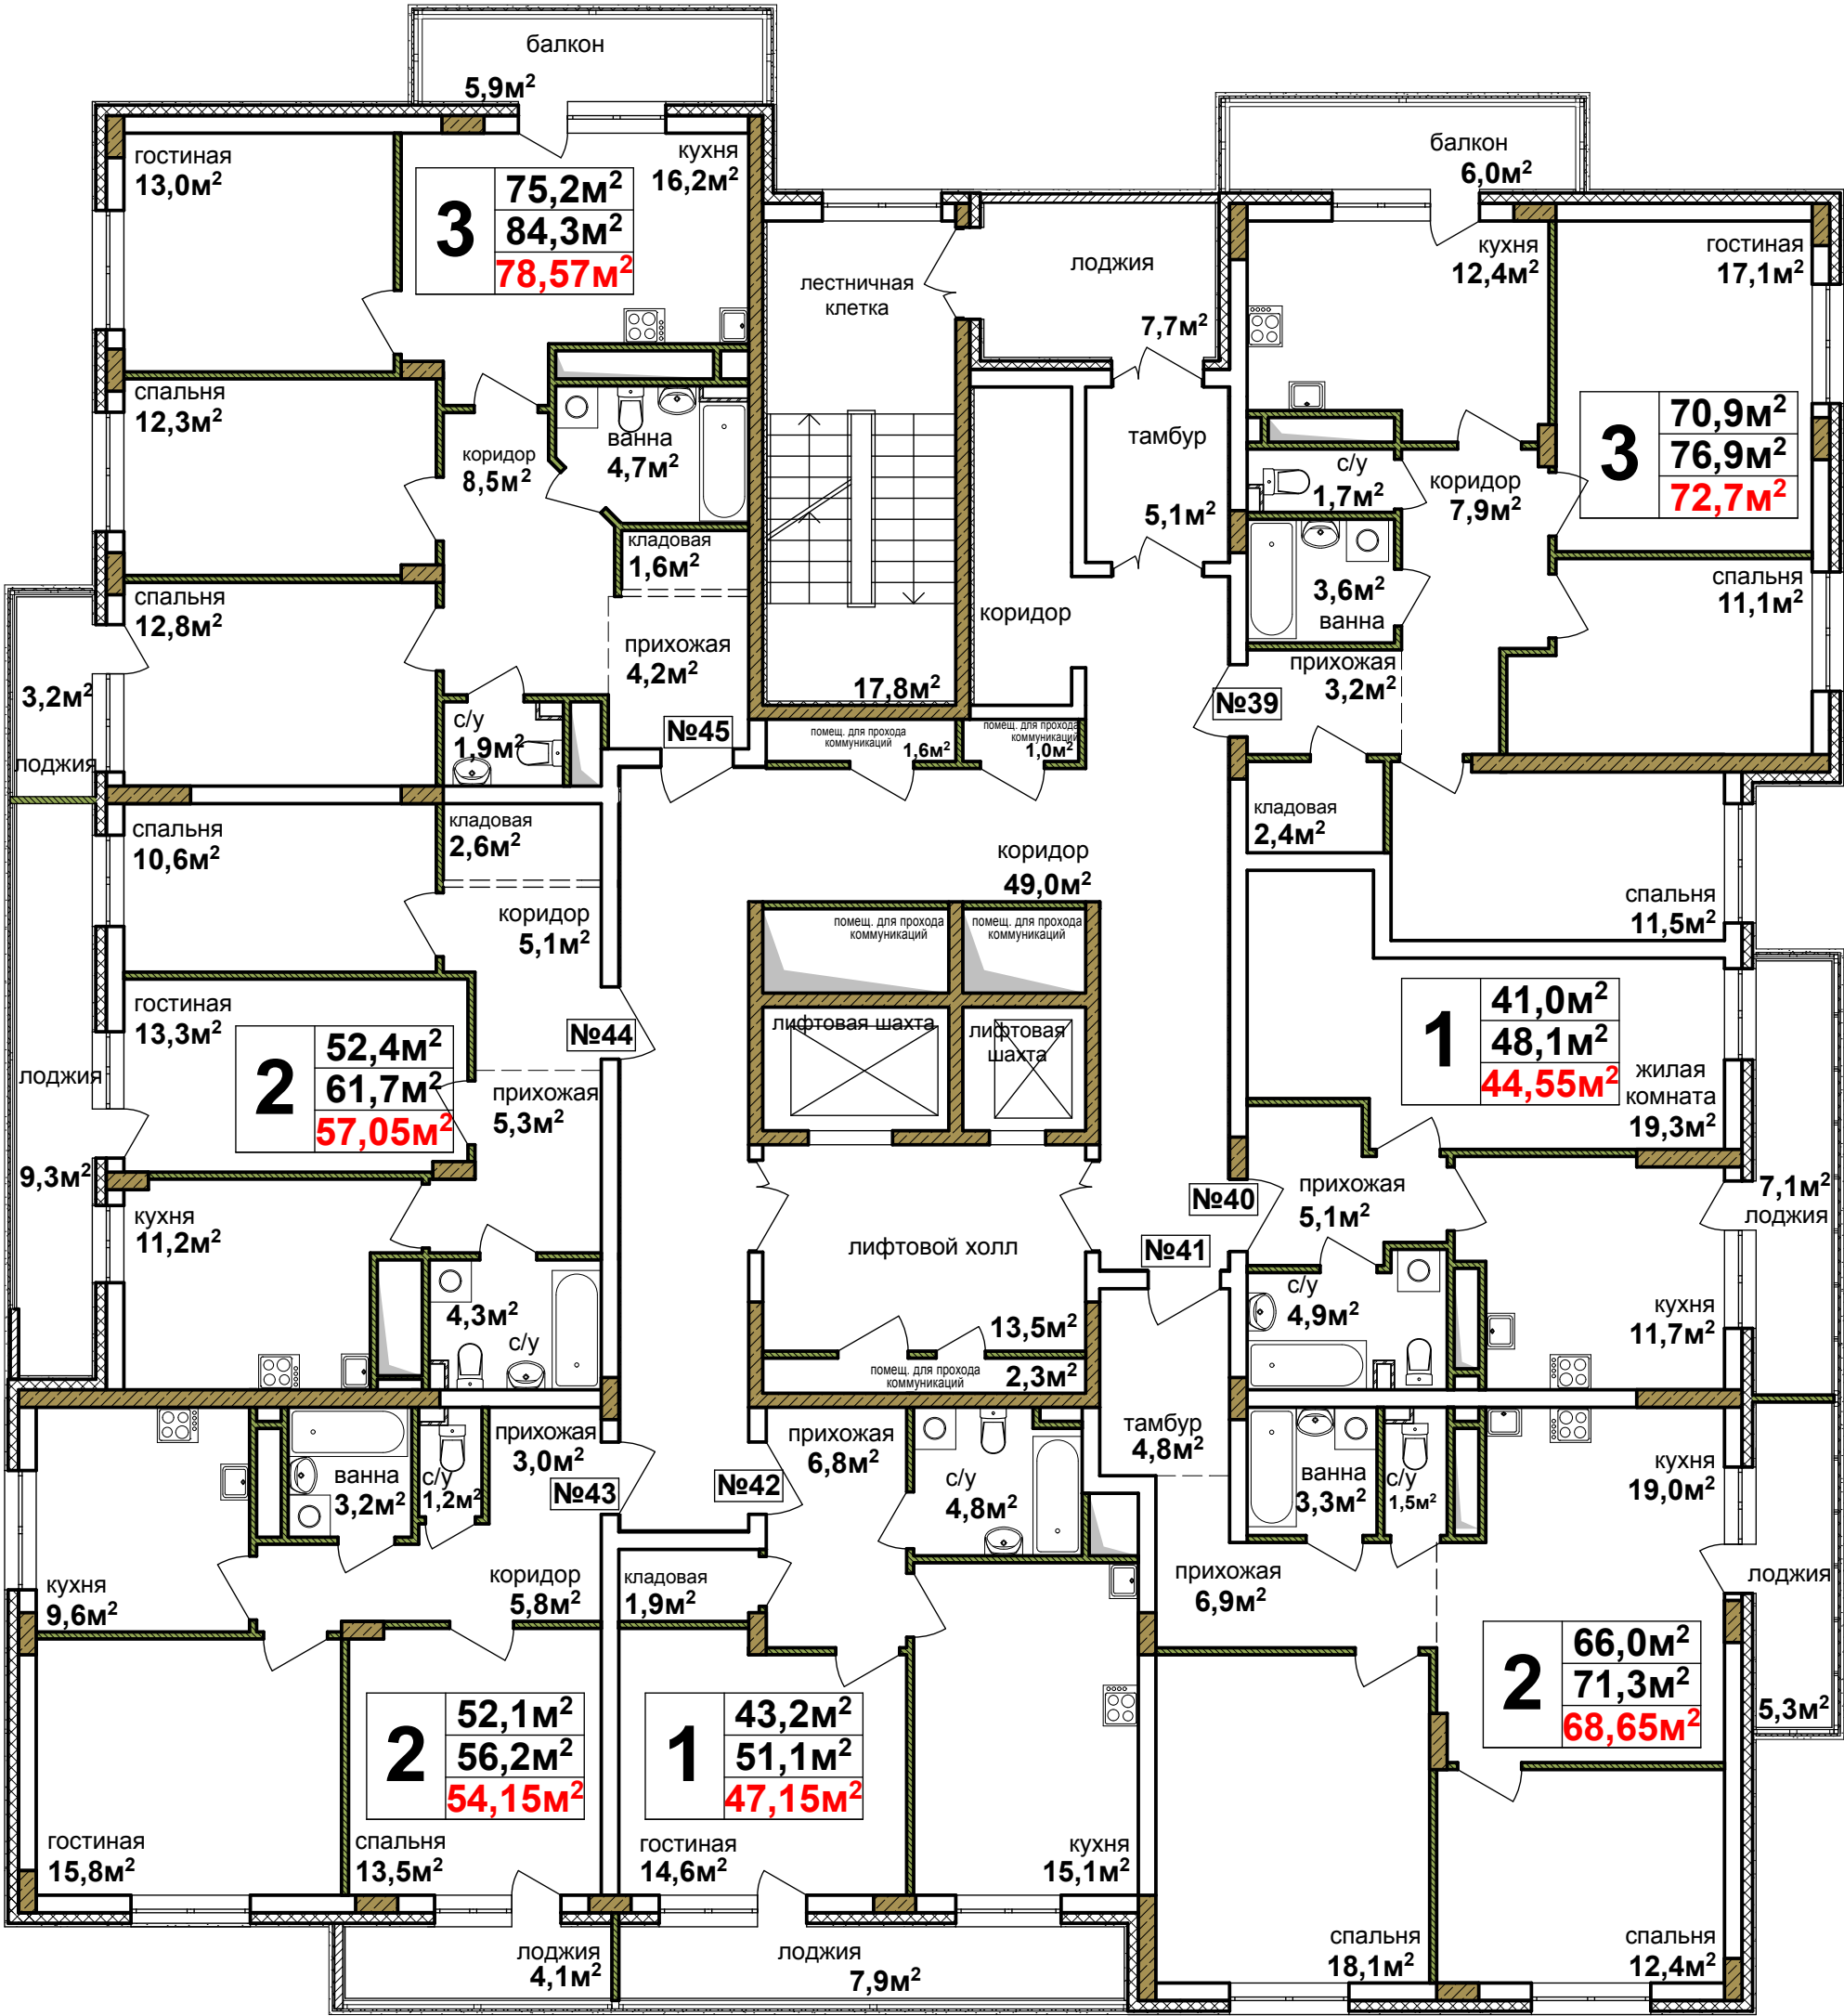 балкон
5,9м²
гостиная
13,0м²
кухня
16,2м²
3
75,2м²
84,3м²
78,57м²
спальня
12,3м²
коридор
8,5м²
ванна
4,7м²
кладовая
1,6м²
спальня
12,8м²
прихожая
4,2м²
3,2м²
лоджия
с/у
1,9м²
№45
лестничная
клетка
17,8м²
лоджия
7,7м²
тамбур
5,1м²
коридор
помещ. для прохода
коммуникаций
1,6м²
помещ. для прохода
коммуникаций
1,0м²
балкон
6,0м²
кухня
12,4м²
гостиная
17,1м²
3
70,9м²
76,9м²
72,7м²
с/у
1,7м²
коридор
7,9м²
3,6м²
ванна
спальня
11,1м²
прихожая
3,2м²
№39
кладовая
2,4м²
спальня
11,5м²
спальня
10,6м²
кладовая
2,6м²
коридор
5,1м²
гостиная
13,3м²
2
52,4м²
61,7м²
57,05м²
№44
прихожая
5,3м²
лоджия
9,3м²
кухня
11,2м²
4,3м²
с/у
коридор
49,0м²
помещ. для прохода
коммуникаций
помещ. для прохода
коммуникаций
лифтовая шахта
лифтовая
шахта
лифтовой холл
13,5м²
помещ. для прохода
коммуникаций
2,3м²
1
41,0м²
48,1м²
44,55м²
жилая
комната
19,3м²
№40
прихожая
5,1м²
7,1м²
лоджия
№41
с/у
4,9м²
кухня
11,7м²
прихожая
3,0м²
ванна
3,2м²
с/у
1,2м²
№43
кухня
9,6м²
коридор
5,8м²
2
52,1м²
56,2м²
54,15м²
гостиная
15,8м²
спальня
13,5м²
лоджия
4,1м²
№42
прихожая
6,8м²
с/у
4,8м²
кладовая
1,9м²
1
43,2м²
51,1м²
47,15м²
гостиная
14,6м²
кухня
15,1м²
лоджия
7,9м²
тамбур
4,8м²
ванна
3,3м²
с/у
1,5м²
кухня
19,0м²
прихожая
6,9м²
лоджия
5,3м²
2
66,0м²
71,3м²
68,65м²
спальня
18,1м²
спальня
12,4м²